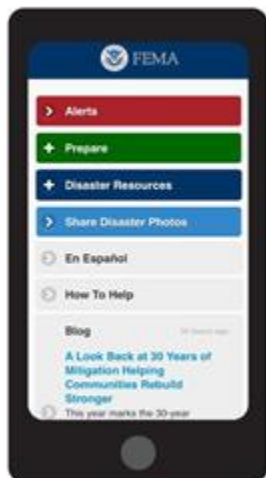 FEMA
Alerts
Prepare
Disaster Resources
Share Disaster Photos
En Español
How To Help
Blog
A Look Back at 30 Years of
Mitigation Helping
Communities Rebuild
Stronger
This year marks the 30-year